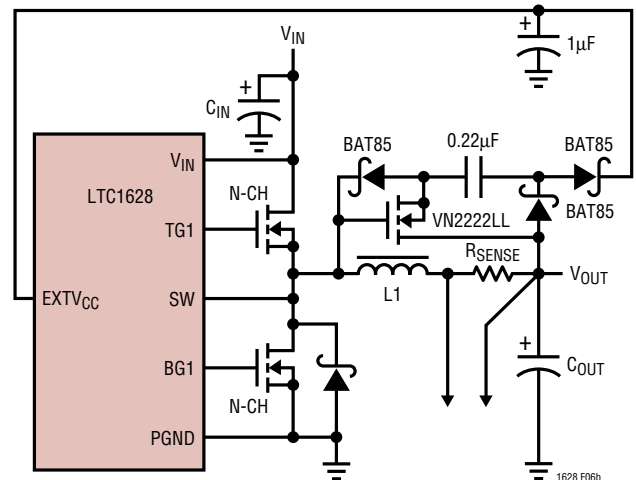 +
1µF
VIN
+
CIN
BAT85
0.22µF
BAT85
VIN
LTC1628
N-CH
VN2222LL
BAT85
TG1
RSENSE
VOUT
EXTVCC
SW
L1
+
COUT
BG1
N-CH
PGND
1628 F06b